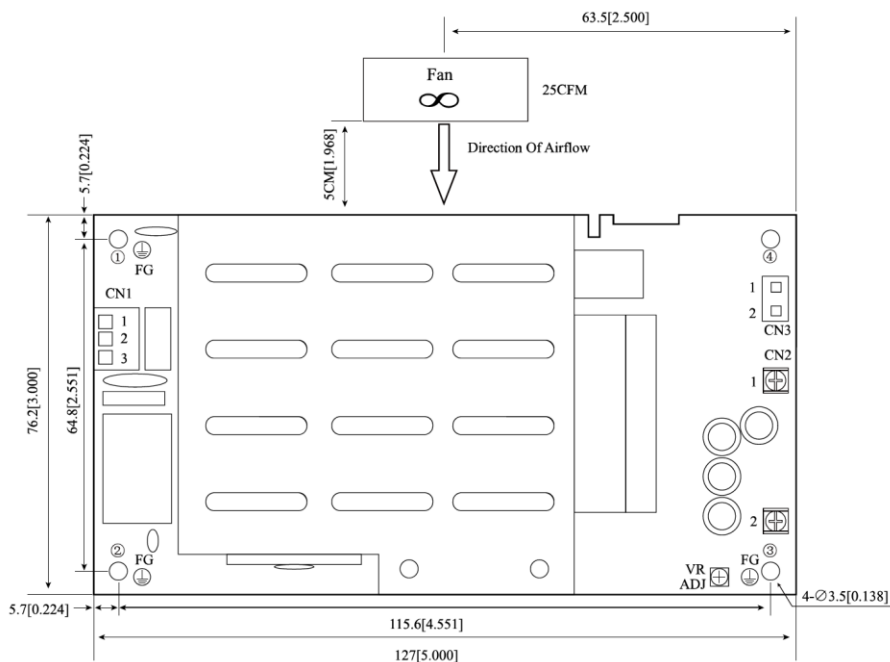 63.5[2.500]
Fan
25CFM
5CM[1.968]
Direction Of Airflow
5.7[0.224]
①
FG
④
CN1
1
2
3
1
2
CN3
CN2
1
76.2[3.000]
64.8[2.551]
2
②
FG
VR
ADJ
FG
③
5.7[0.224]
4-∅3.5[0.138]
115.6[4.551]
127[5.000]